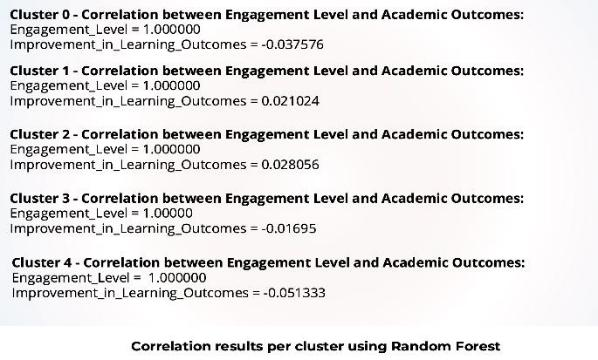 Cluster 0 - Correlation between Engagement Level and Academic Outcomes:
Engagement_Level = 1.000000
Improvement_in_Learning_Outcomes = -0.037576
Cluster 1 - Correlation between Engagement Level and Academic Outcomes:
Engagement_Level = 1.000000
Improvement_in_Learning_Outcomes = 0.021024
Cluster 2 - Correlation between Engagement Level and Academic Outcomes:
Engagement_Level = 1.000000
Improvement_in_Learning_Outcomes = 0.028056
Cluster 3 - Correlation between Engagement Level and Academic Outcomes:
Engagement_Level = 1.00000
Improvement_in_Learning_Outcomes = -0.01695
Cluster 4 - Correlation between Engagement Level and Academic Outcomes:
Engagement_Level = 1.000000
Improvement_in_Learning_Outcomes = -0.051333
Correlation results per cluster using Random Forest